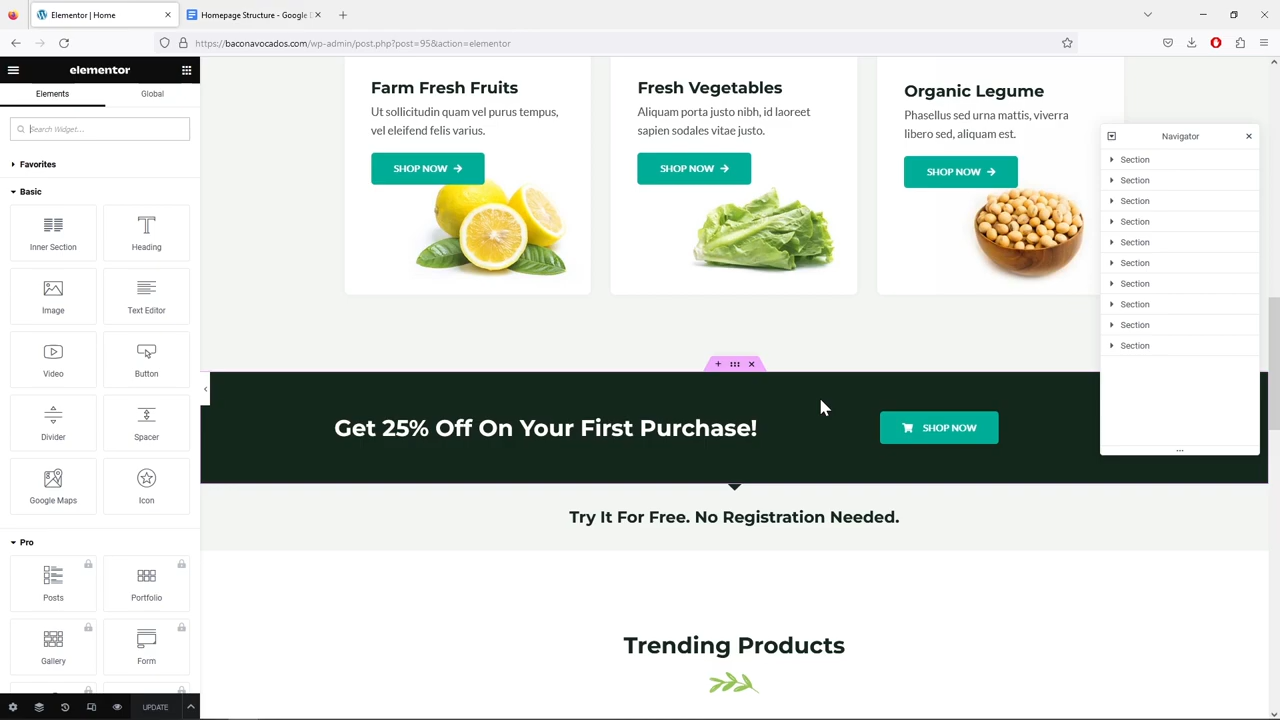 Elementor | Home
Homepage Structure - Google
https://baconavocados.com/wp-admin/post.php?post=95&action=elementor
elementor
Elements
Global
Search Widget...
Favorites
Basic
Inner Section
Heading
Image
Text Editor
Video
Button
Divider
Spacer
Google Maps
Icon
Pro
Posts
Portfolio
Gallery
Form
UPDATE
Farm Fresh Fruits
Ut sollicitudin quam vel purus tempus,
vel eleifend felis varius.
SHOP NOW
Fresh Vegetables
Aliquam porta justo nibh, id laoreet
sapien sodales vitae justo.
SHOP NOW
Organic Legume
Phasellus sed urna mattis, viverra
libero sed, aliquam est.
SHOP NOW
Get 25% Off On Your First Purchase!
SHOP NOW
Try It For Free. No Registration Needed.
Trending Products
Navigator
Section
Section
Section
Section
Section
Section
Section
Section
Section
Section